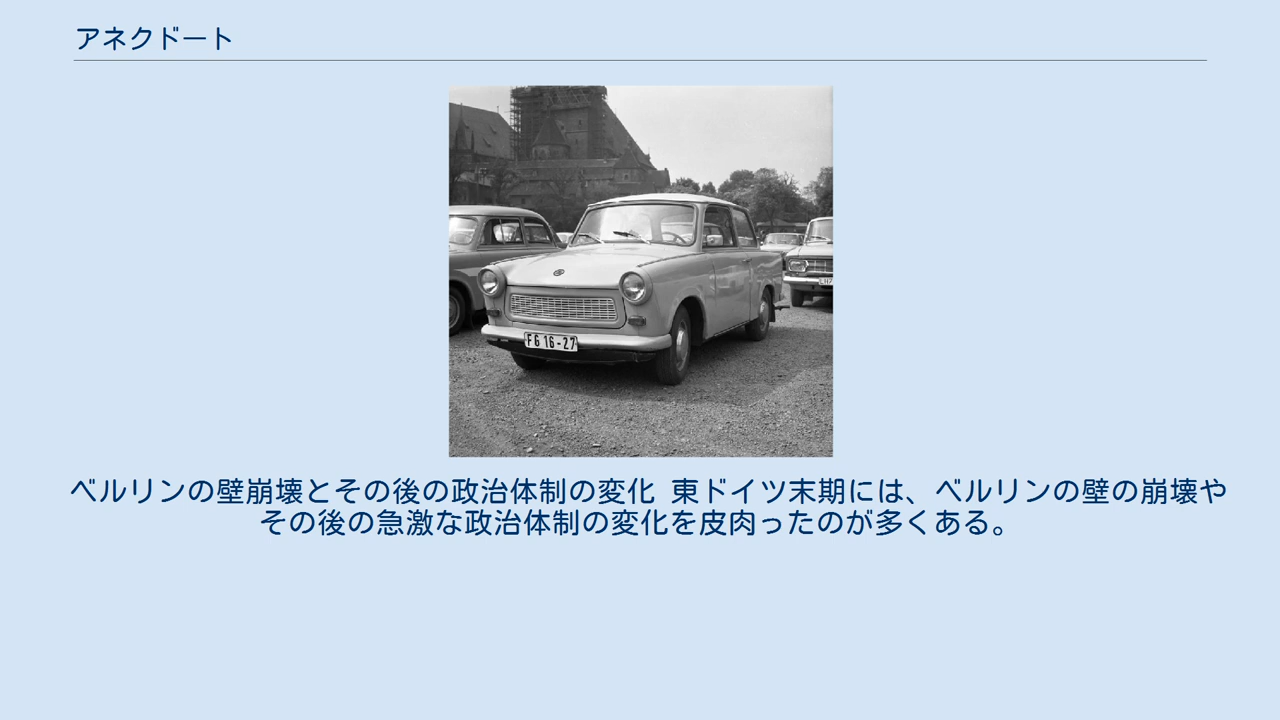 アネクドート
FG 16-27
ベルリンの壁崩壊とその後の政治体制の変化 東ドイツ末期には、ベルリンの壁の崩壊や
その後の急激な政治体制の変化を皮肉ったのが多くある。